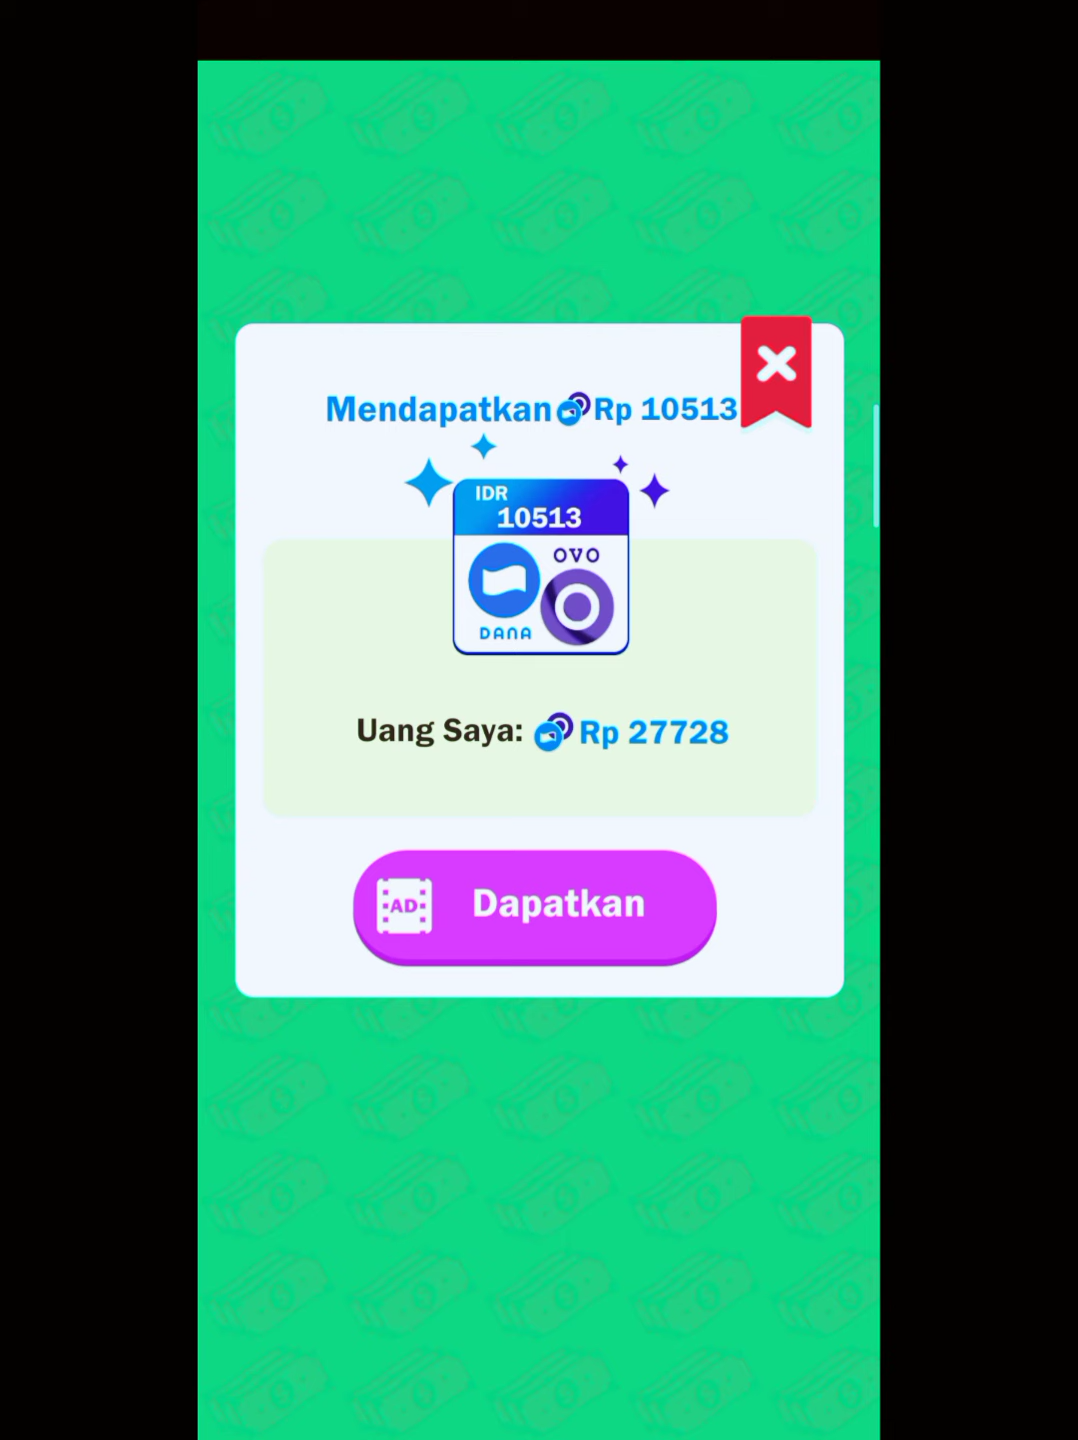 Mendapatkan Rp 10513
IDR
10513
OVO
DANA
Uang Saya: Rp 27728
AD
Dapatkan